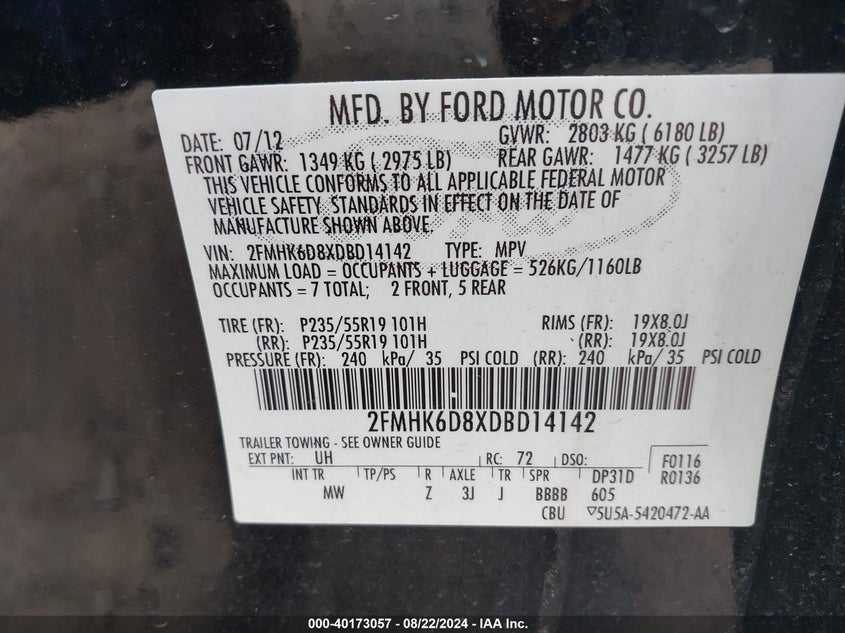 MFD. BY FORD MOTOR CO.
DATE: 07/12 GVWR: 2803 KG ( 6180 LB)
FRONT GAWR: 1349 KG ( 2975 LB) REAR GAWR: 1477 KG ( 3257 LB)
THIS VEHICLE CONFORMS TO ALL APPLICABLE FEDERAL MOTOR
VEHICLE SAFETY STANDARDS IN EFFECT ON THE DATE OF
MANUFACTURE SHOWN ABOVE.
VIN: 2FMHK6D8XDBD14142 TYPE: MPV
MAXIMUM LOAD = OCCUPANTS + LUGGAGE = 526KG/1160LB
OCCUPANTS = 7 TOTAL; 2 FRONT, 5 REAR
TIRE (FR): P235/55R19 101H RIMS (FR): 19X8.0J
(RR): P235/55R19 101H (RR): 19X8.0J
PRESSURE (FR): 240 kPa/ 35 PSI COLD (RR): 240 kPa/ 35 PSI COLD
2FMHK6D8XDBD14142
TRAILER TOWING - SEE OWNER GUIDE
EXT PNT: UH RC: 72 DSO: F0116
INT TR TP/PS R AXLE TR SPR DP31D R0136
MW Z 3J J BBBB 605
CBU ▽5U5A-5420472-AA
000-40173057 - 08/22/2024 - IAA Inc.